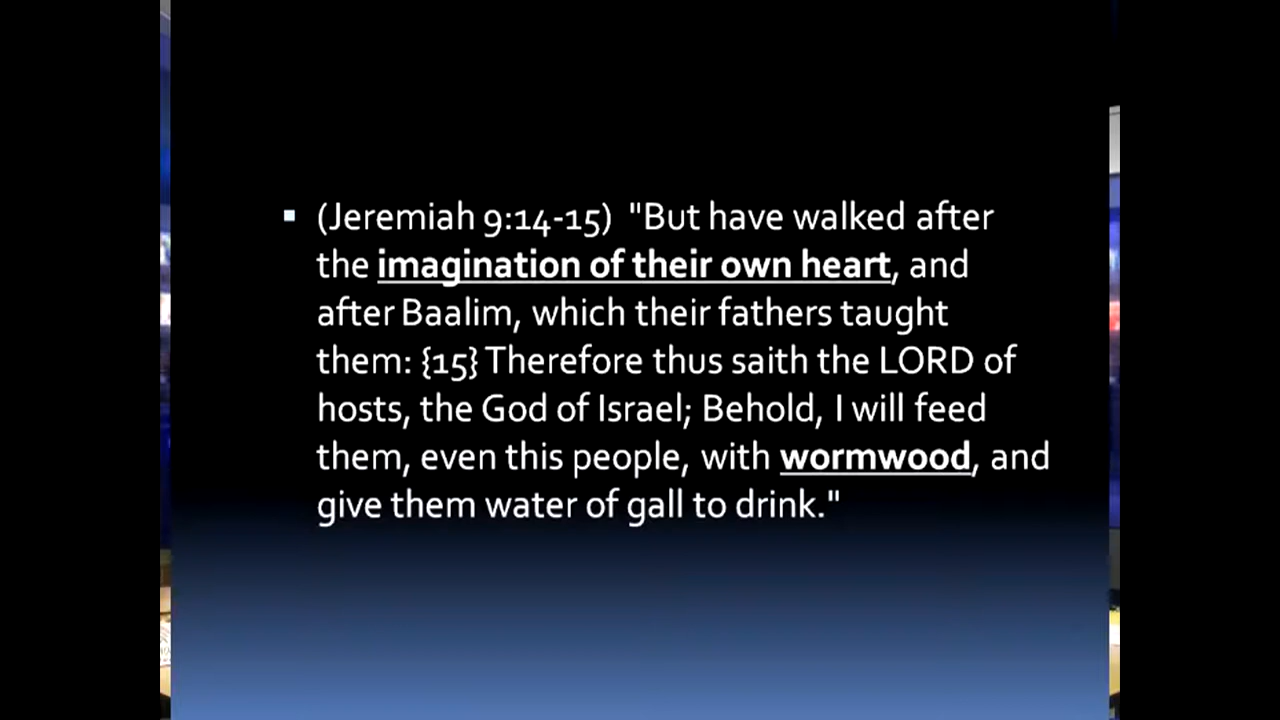 ▪ (Jeremiah 9:14-15)  "But have walked after
the imagination of their own heart, and
after Baalim, which their fathers taught
them: {15} Therefore thus saith the LORD of
hosts, the God of Israel; Behold, I will feed
them, even this people, with wormwood, and
give them water of gall to drink."